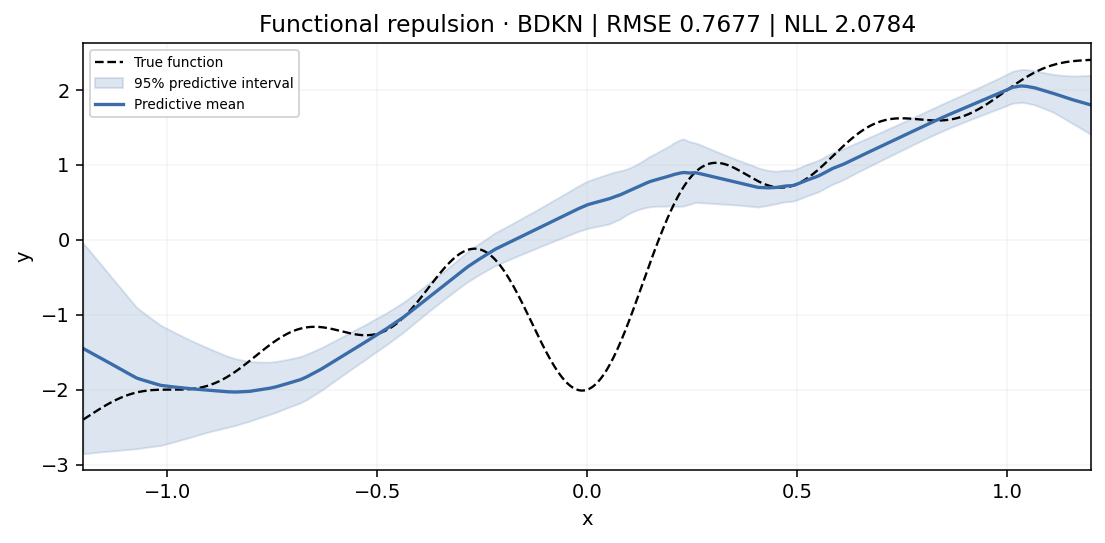 Functional repulsion · BDKN | RMSE 0.7677 | NLL 2.0784
True function
95% predictive interval
Predictive mean
2
1
0
−1
−2
−3
y
−1.0 −0.5 0.0 0.5 1.0
x